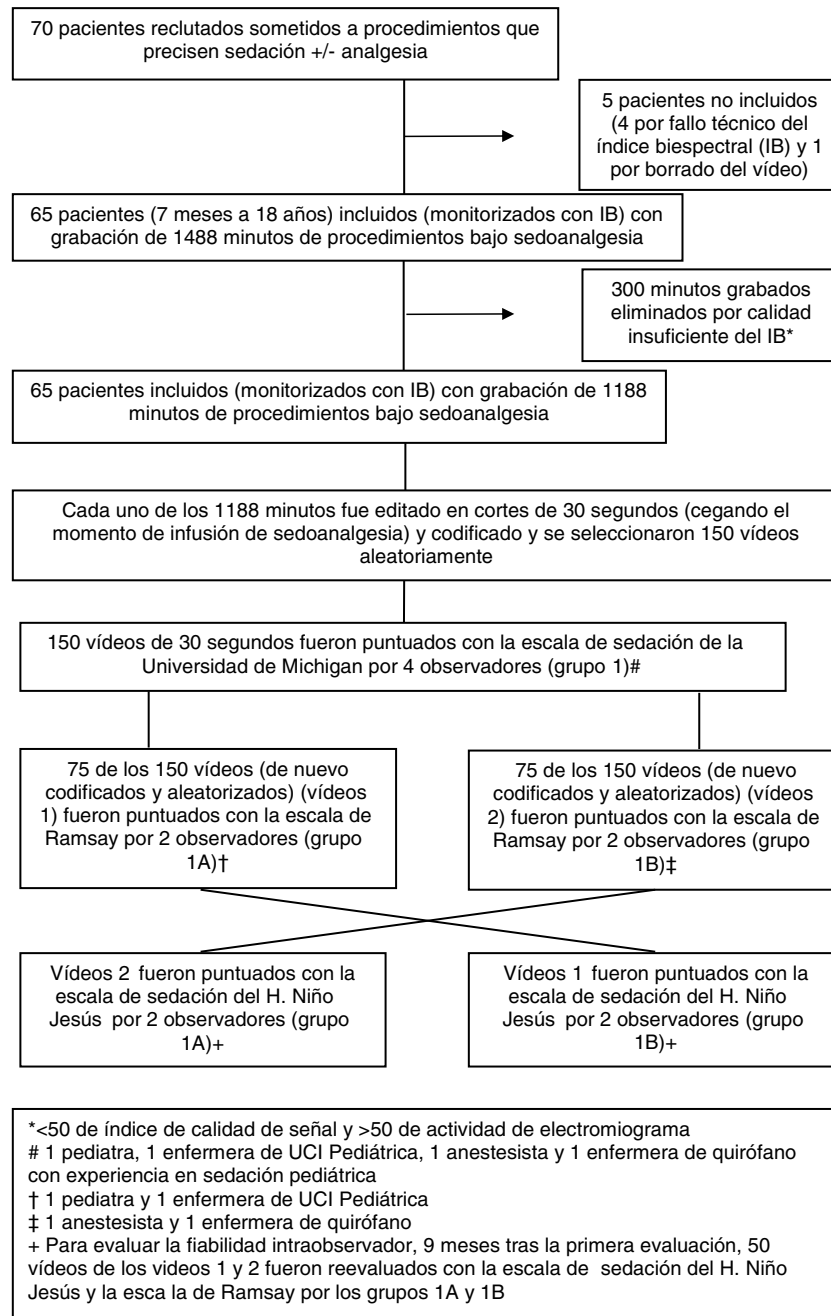 70 pacientes reclutados sometidos a procedimientos que
precisen sedación +/- analgesia
5 pacientes no incluidos
(4 por fallo técnico del
índice biespectral (IB) y 1
por borrado del vídeo)
65 pacientes (7 meses a 18 años) incluidos (monitorizados con IB) con
grabación de 1488 minutos de procedimientos bajo sedoanalgesia
300 minutos grabados
eliminados por calidad
insuficiente del IB*
65 pacientes incluidos (monitorizados con IB) con grabación de 1188
minutos de procedimientos bajo sedoanalgesia
Cada uno de los 1188 minutos fue editado en cortes de 30 segundos (cegando el
momento de infusión de sedoanalgesia) y codificado y se seleccionaron 150 vídeos
aleatoriamente
150 vídeos de 30 segundos fueron puntuados con la escala de sedación de la
Universidad de Michigan por 4 observadores (grupo 1)#
75 de los 150 vídeos (de nuevo
codificados y aleatorizados) (vídeos
1) fueron puntuados con la escala de
Ramsay por 2 observadores (grupo
1A)†
75 de los 150 vídeos (de nuevo
codificados y aleatorizados) (vídeos
2) fueron puntuados con la escala de
Ramsay por 2 observadores (grupo
1B)‡
Vídeos 2 fueron puntuados con la
escala de sedación del H. Niño
Jesús por 2 observadores (grupo
1A)+
Vídeos 1 fueron puntuados con la
escala de sedación del H. Niño
Jesús por 2 observadores (grupo
1B)+
*<50 de índice de calidad de señal y >50 de actividad de electromiograma
# 1 pediatra, 1 enfermera de UCI Pediátrica, 1 anestesista y 1 enfermera de quirófano
con experiencia en sedación pediátrica
† 1 pediatra y 1 enfermera de UCI Pediátrica
‡ 1 anestesista y 1 enfermera de quirófano
+ Para evaluar la fiabilidad intraobservador, 9 meses tras la primera evaluación, 50
vídeos de los videos 1 y 2 fueron reevaluados con la escala de sedación del H. Niño
Jesús y la esca la de Ramsay por los grupos 1A y 1B